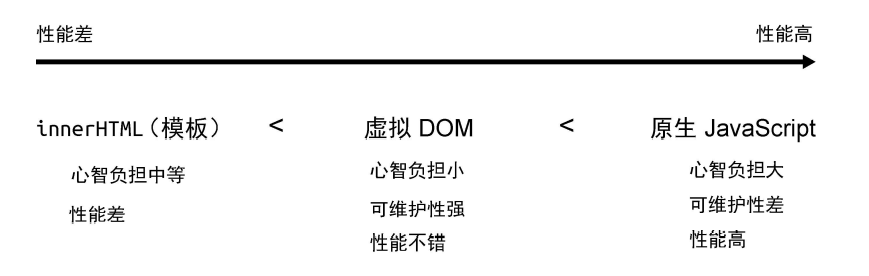 性能差 性能高
innerHTML（模板） < 虚拟 DOM < 原生 JavaScript
心智负担中等 心智负担小 心智负担大
性能差 可维护性强 可维护性差
性能不错 性能高